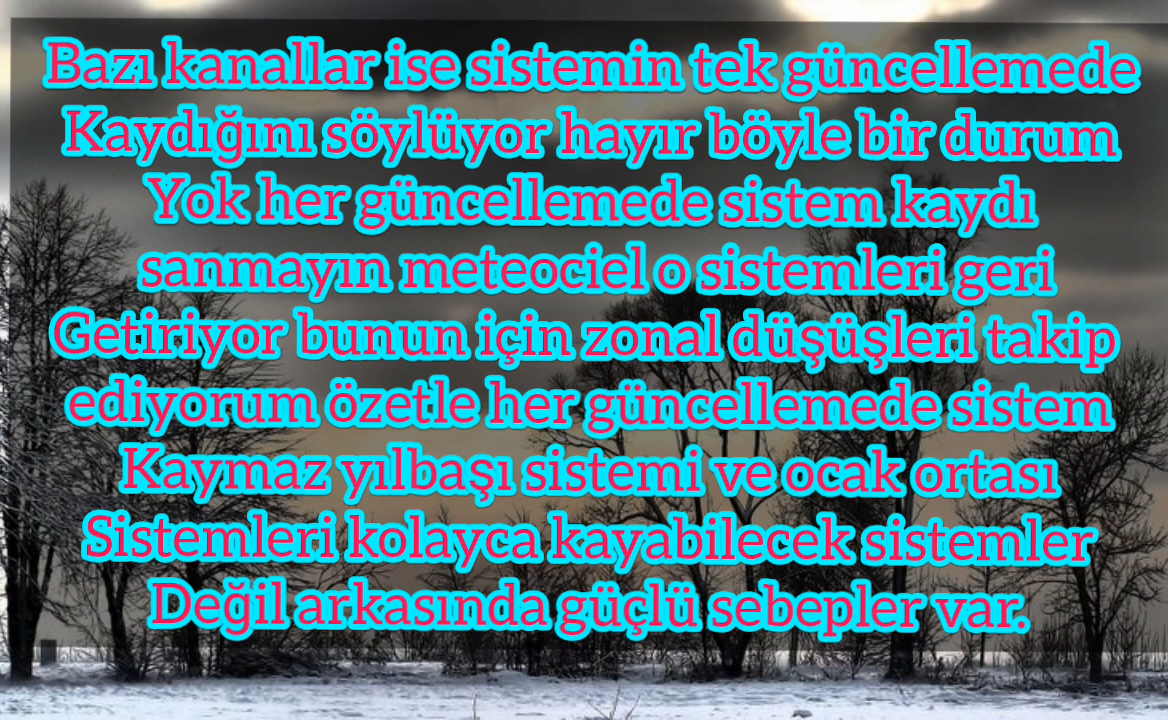 Bazı kanallar ise sistemin tek güncellemede
Kaydığını söylüyor hayır böyle bir durum
Yok her güncellemede sistem kaydı
sanmayın meteociel o sistemleri geri
Getiriyor bunun için zonal düşüşleri takip
ediyorum özetle her güncellemede sistem
Kaymaz yılbaşı sistemi ve ocak ortası
Sistemleri kolayca kayabilecek sistemler
Değil arkasında güçlü sebepler var.